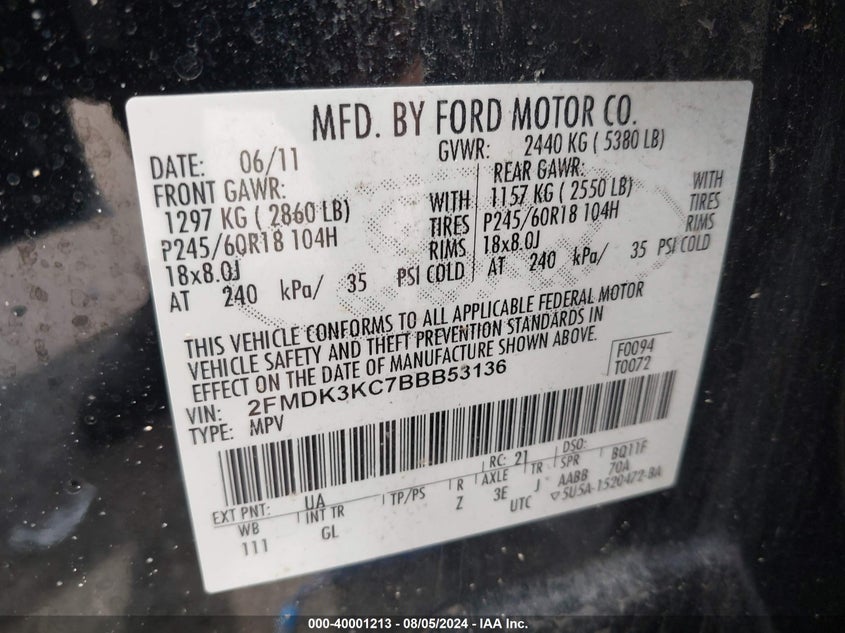 MFD. BY FORD MOTOR CO.
DATE: 06/11 GVWR: 2440 KG ( 5380 LB)
FRONT GAWR: REAR GAWR:
1297 KG ( 2860 LB) WITH 1157 KG ( 2550 LB) WITH
P245/60R18 104H TIRES P245/60R18 104H TIRES
18x8.0J RIMS 18x8.0J RIMS
AT 240 kPa/ 35 PSI COLD AT 240 kPa/ 35 PSI COLD
THIS VEHICLE CONFORMS TO ALL APPLICABLE FEDERAL MOTOR
VEHICLE SAFETY AND THEFT PREVENTION STANDARDS IN
EFFECT ON THE DATE OF MANUFACTURE SHOWN ABOVE.
F0094
T0072
VIN: 2FMDK3KC7BBB53136
TYPE: MPV
EXT PNT: UA RC: 21 DSO:
WB INT TR TP/PS R AXLE TR SPR BQ11F
111 GL Z 3E J AABB 70A
UTC ▽5U5A-1520472-BA
000-40001213 - 08/05/2024 - IAA Inc.